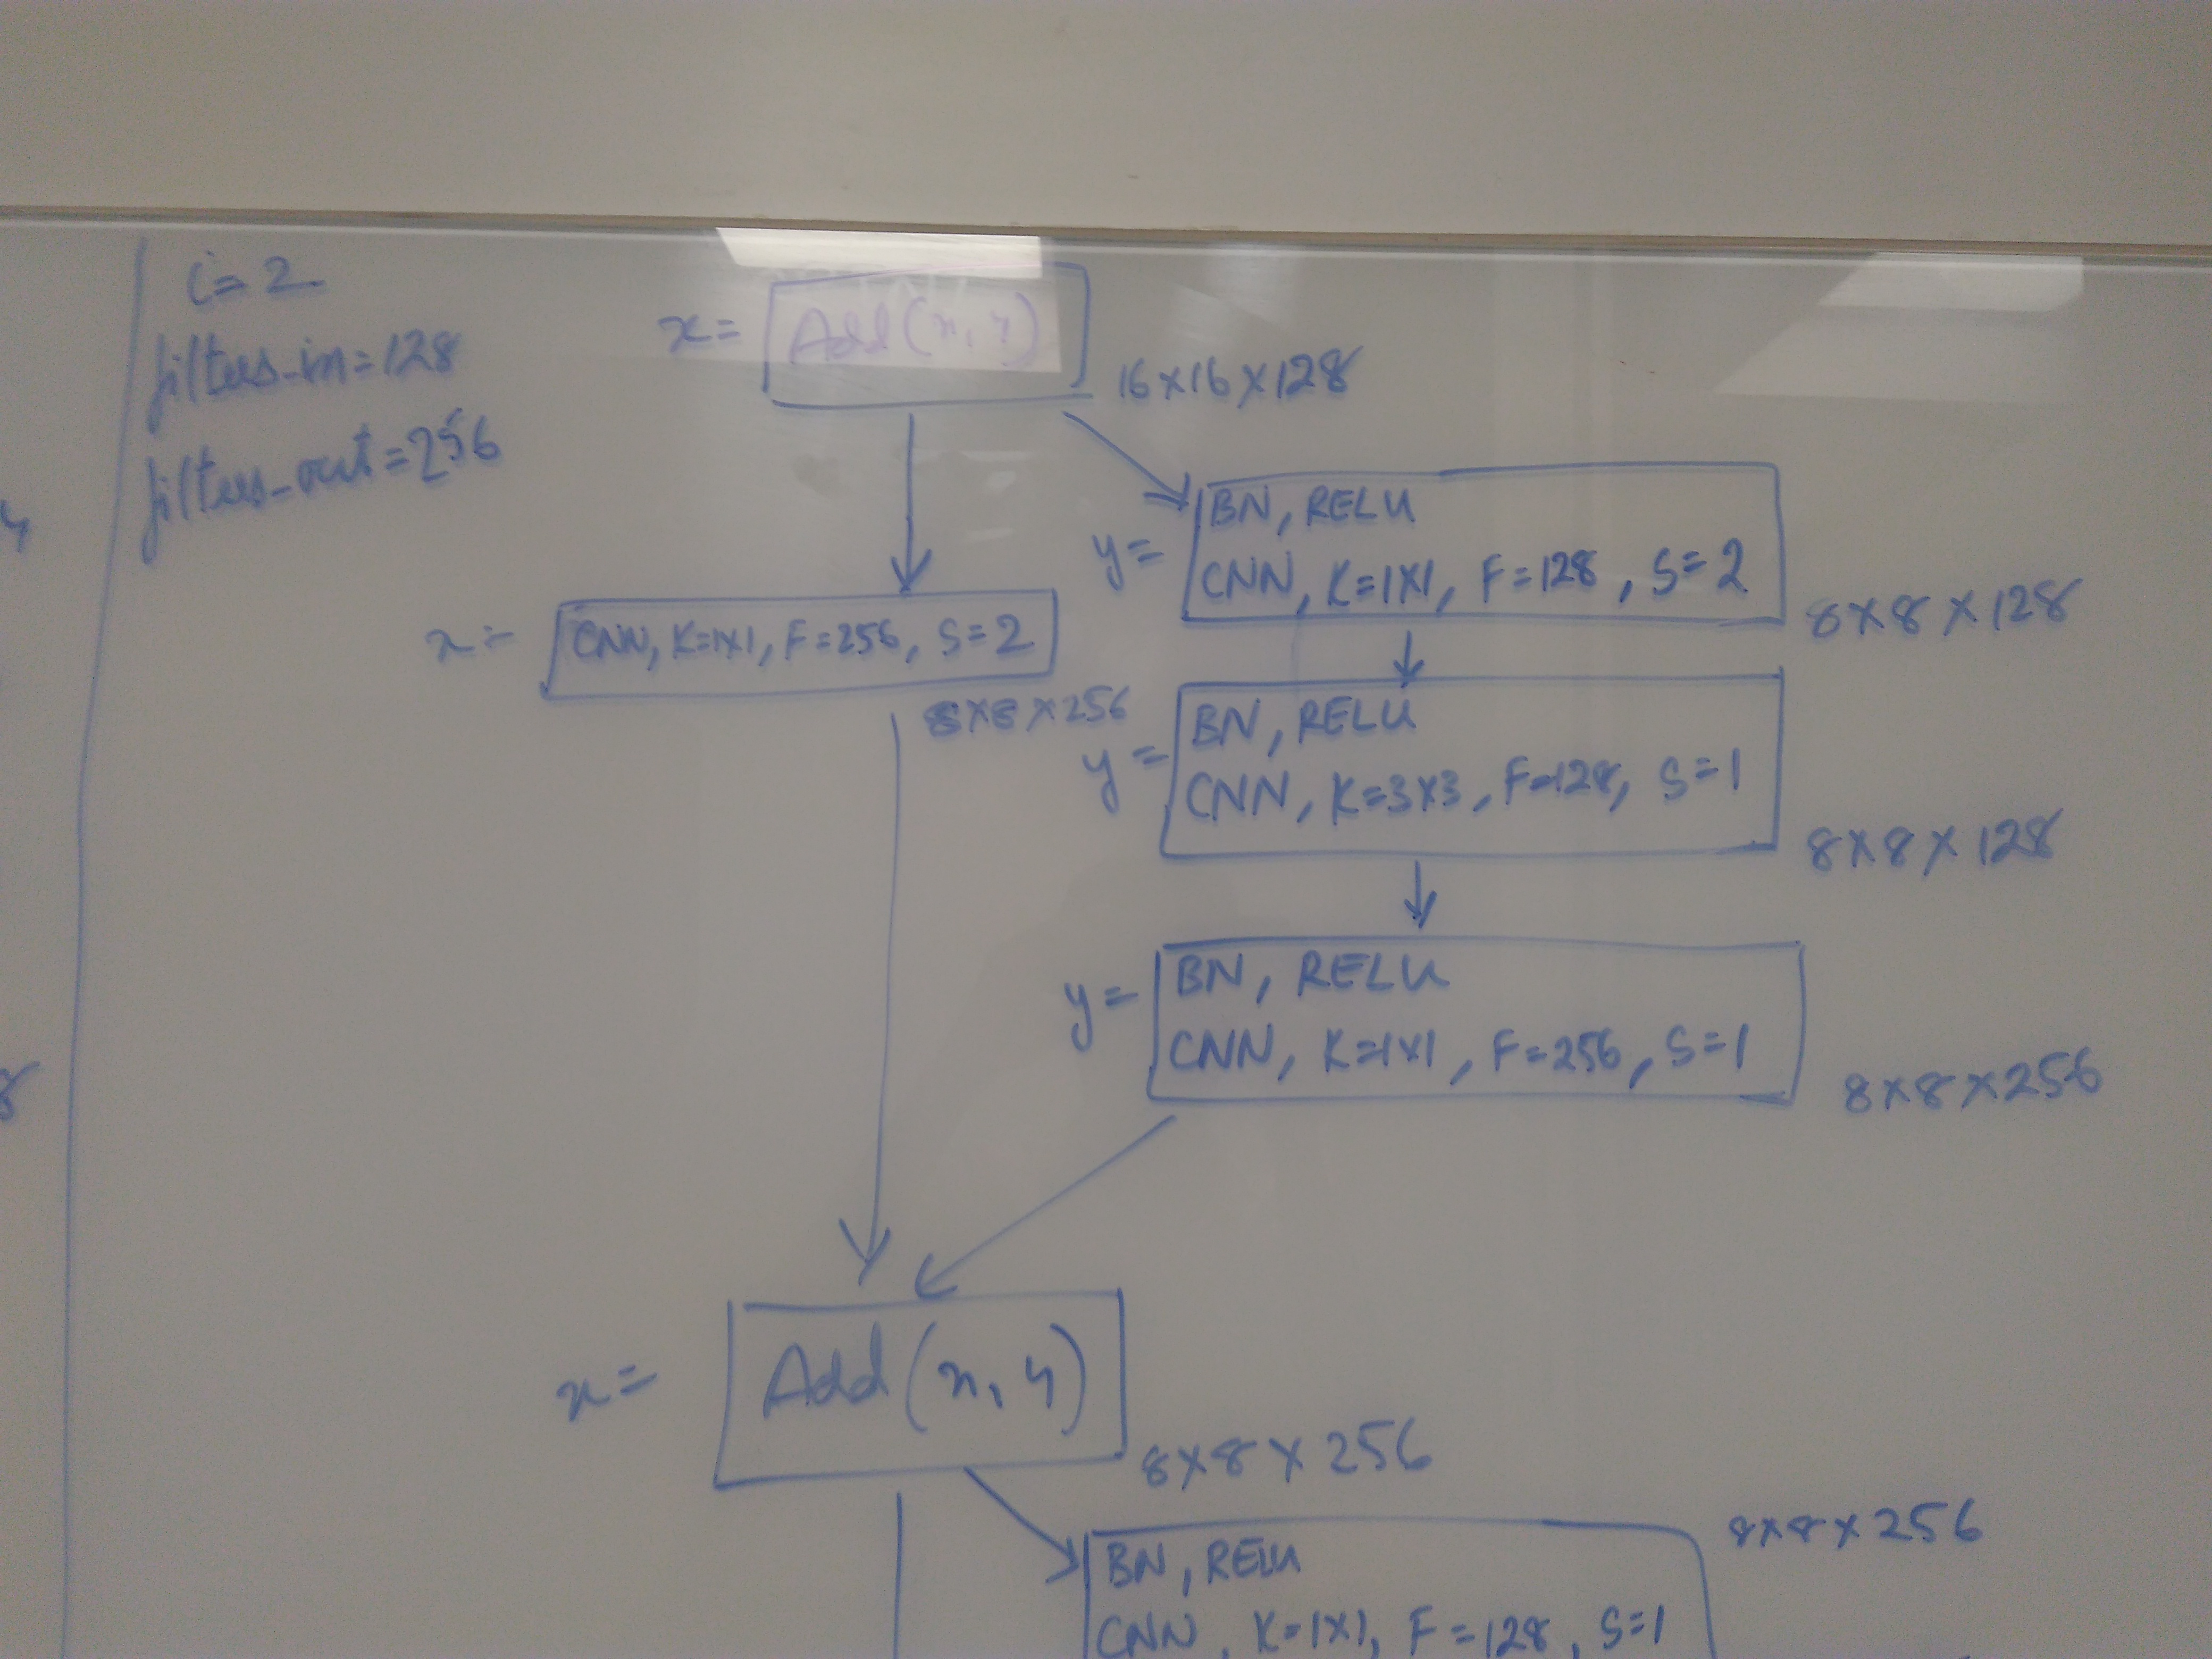 i=2
filters-in=128
filters-out=256
x= Add(x,y)
16x16x128
y= BN, RELU
CNN, K=1x1, F=128, S=2
8x8x128
x= CNN, K=1x1, F=256, S=2
8x8x256
y= BN, RELU
CNN, K=3x3, F=128, S=1
8x8x128
y= BN, RELU
CNN, K=1x1, F=256, S=1
8x8x256
x= Add(x,y)
8x8x256
8x8x256
BN, RELU
CNN, K=1x1, F=128, S=1